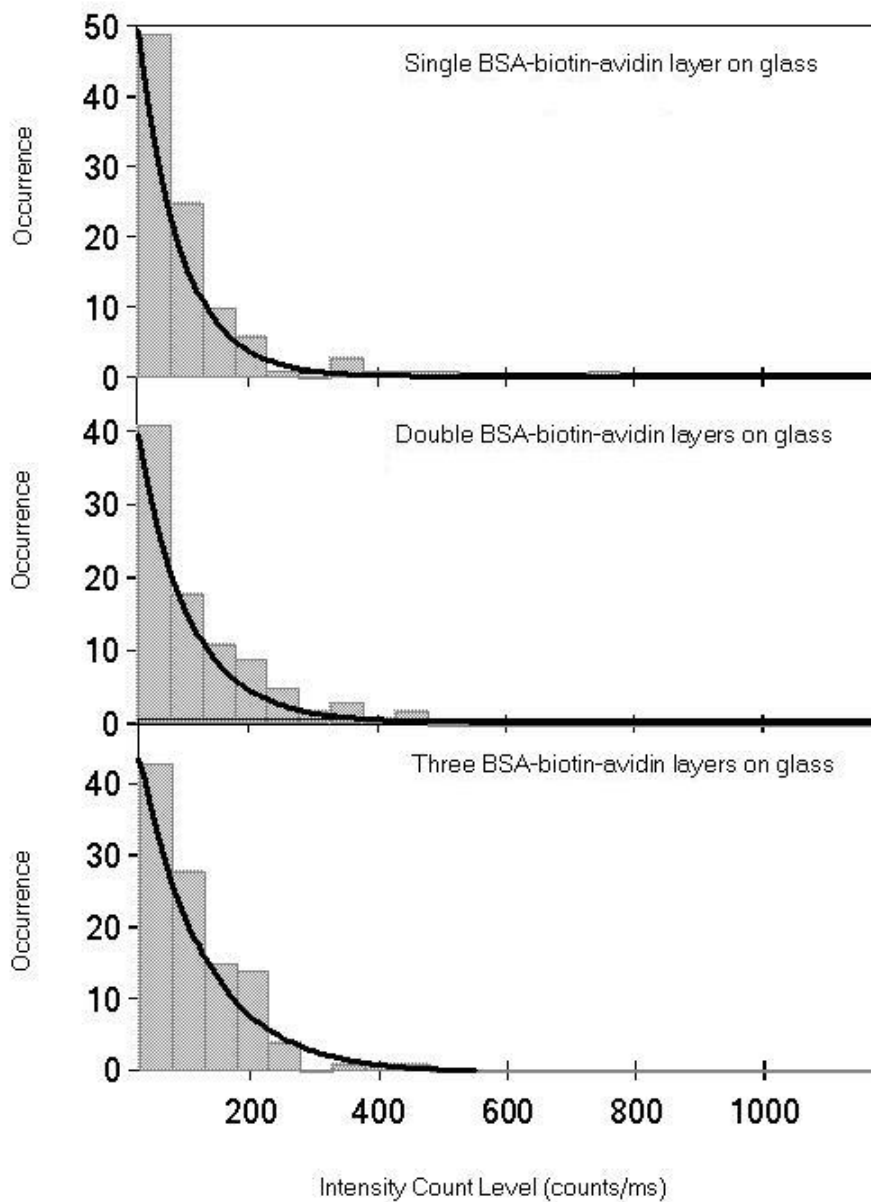 50
Single BSA-biotin-avidin layer on glass
40
30
20
10
0
Occurrence
Double BSA-biotin-avidin layers on glass
40
30
20
10
0
Occurrence
Three BSA-biotin-avidin layers on glass
40
30
20
10
0
Occurrence
200 400 600 800 1000
Intensity Count Level (counts/ms)